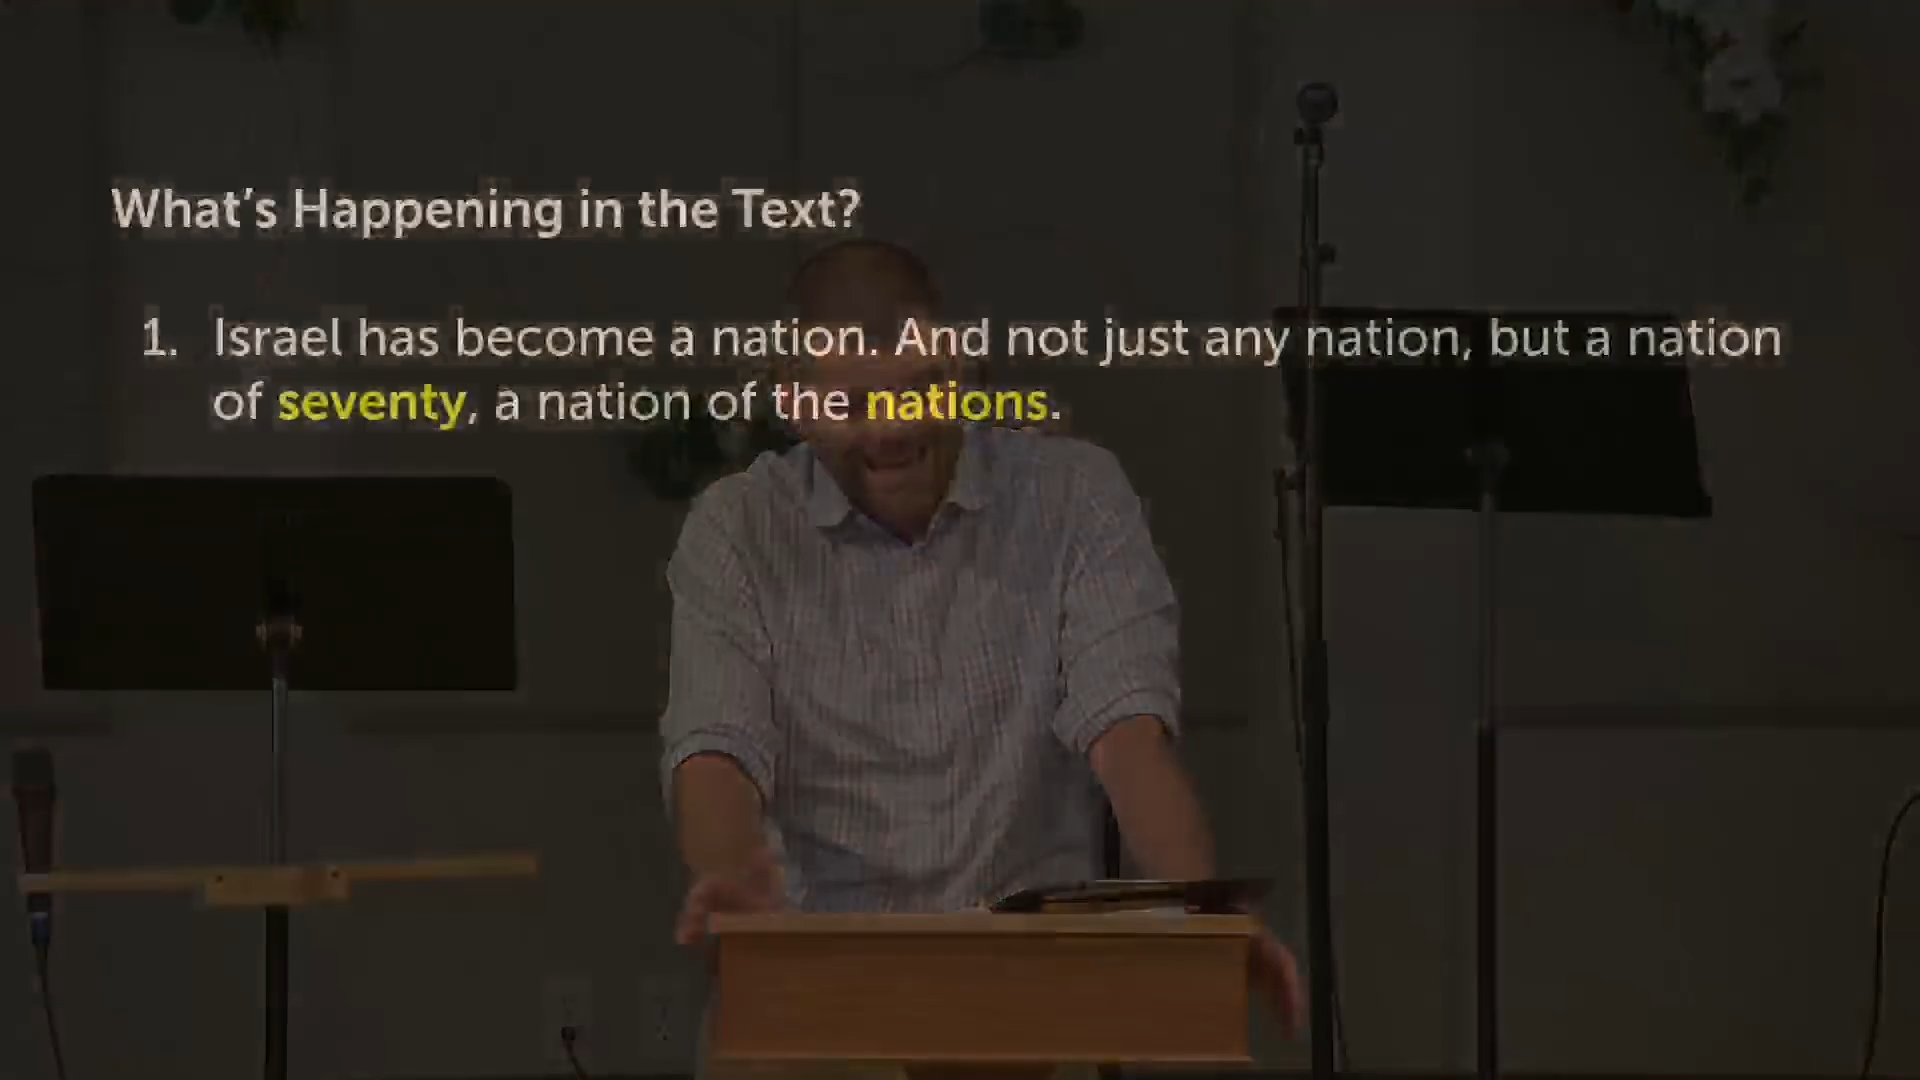 What's Happening in the Text?
1. Israel has become a nation. And not just any nation, but a nation
of seventy, a nation of the nations.